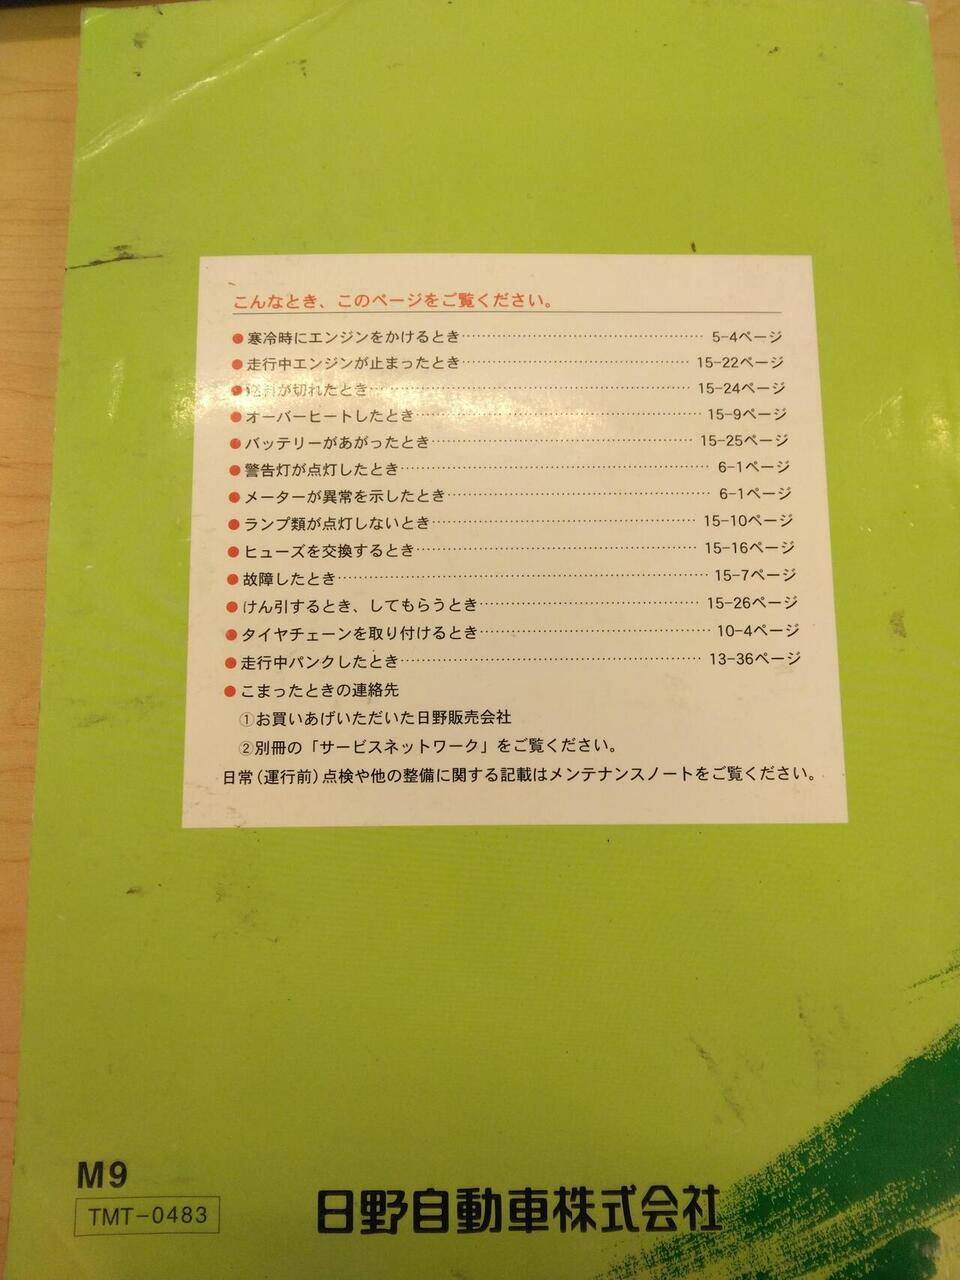 こんなとき、このページをご覧ください。
●寒冷時にエンジンをかけるとき…………………………5-4ページ
●走行中エンジンが止まったとき…………………………15-22ページ
●燃料が切れたとき…………………………15-24ページ
●オーバーヒートしたとき…………………………15-9ページ
●バッテリーがあがったとき…………………………15-25ページ
●警告灯が点灯したとき…………………………6-1ページ
●メーターが異常を示したとき…………………………6-1ページ
●ランプ類が点灯しないとき…………………………15-10ページ
●ヒューズを交換するとき…………………………15-16ページ
●故障したとき…………………………15-7ページ
●けん引するとき、してもらうとき…………………………15-26ページ
●タイヤチェーンを取り付けるとき…………………………10-4ページ
●走行中パンクしたとき…………………………13-36ページ
●こまったときの連絡先
①お買いあげいただいた日野販売会社
②別冊の「サービスネットワーク」をご覧ください。
日常(運行前)点検や他の整備に関する記載はメンテナンスノートをご覧ください。
M9
TMT-0483
日野自動車株式会社